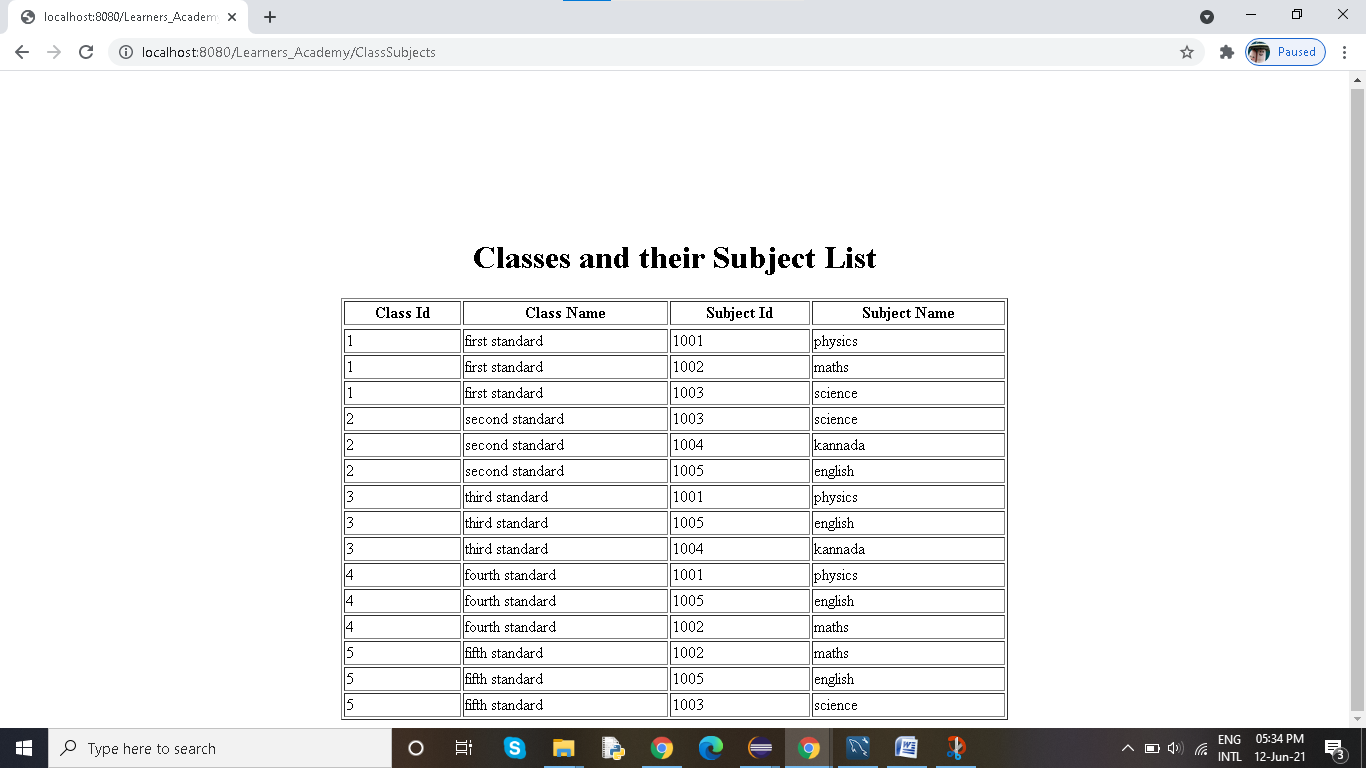 localhost:8080/Learners_Academ
localhost:8080/Learners_Academy/ClassSubjects
Paused
Classes and their Subject List
Class Id Class Name Subject Id Subject Name
1 first standard 1001 physics
1 first standard 1002 maths
1 first standard 1003 science
2 second standard 1003 science
2 second standard 1004 kannada
2 second standard 1005 english
3 third standard 1001 physics
3 third standard 1005 english
3 third standard 1004 kannada
4 fourth standard 1001 physics
4 fourth standard 1005 english
4 fourth standard 1002 maths
5 fifth standard 1002 maths
5 fifth standard 1005 english
5 fifth standard 1003 science
Type here to search
ENG 05:34 PM
INTL 12-Jun-21
3